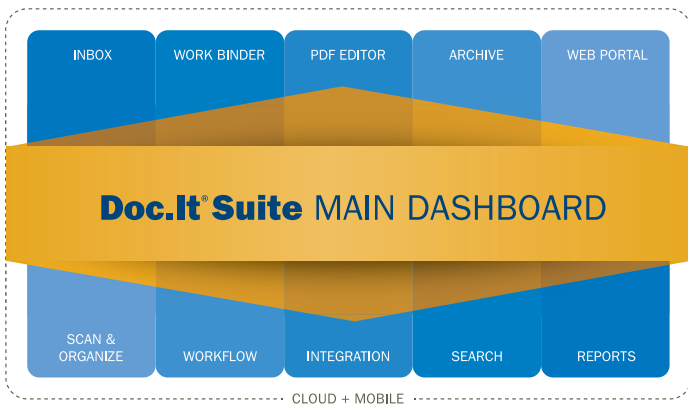 INBOX
WORK BINDER
PDF EDITOR
ARCHIVE
WEB PORTAL
Doc.It® Suite MAIN DASHBOARD
SCAN &
ORGANIZE
WORKFLOW
INTEGRATION
SEARCH
REPORTS
CLOUD + MOBILE